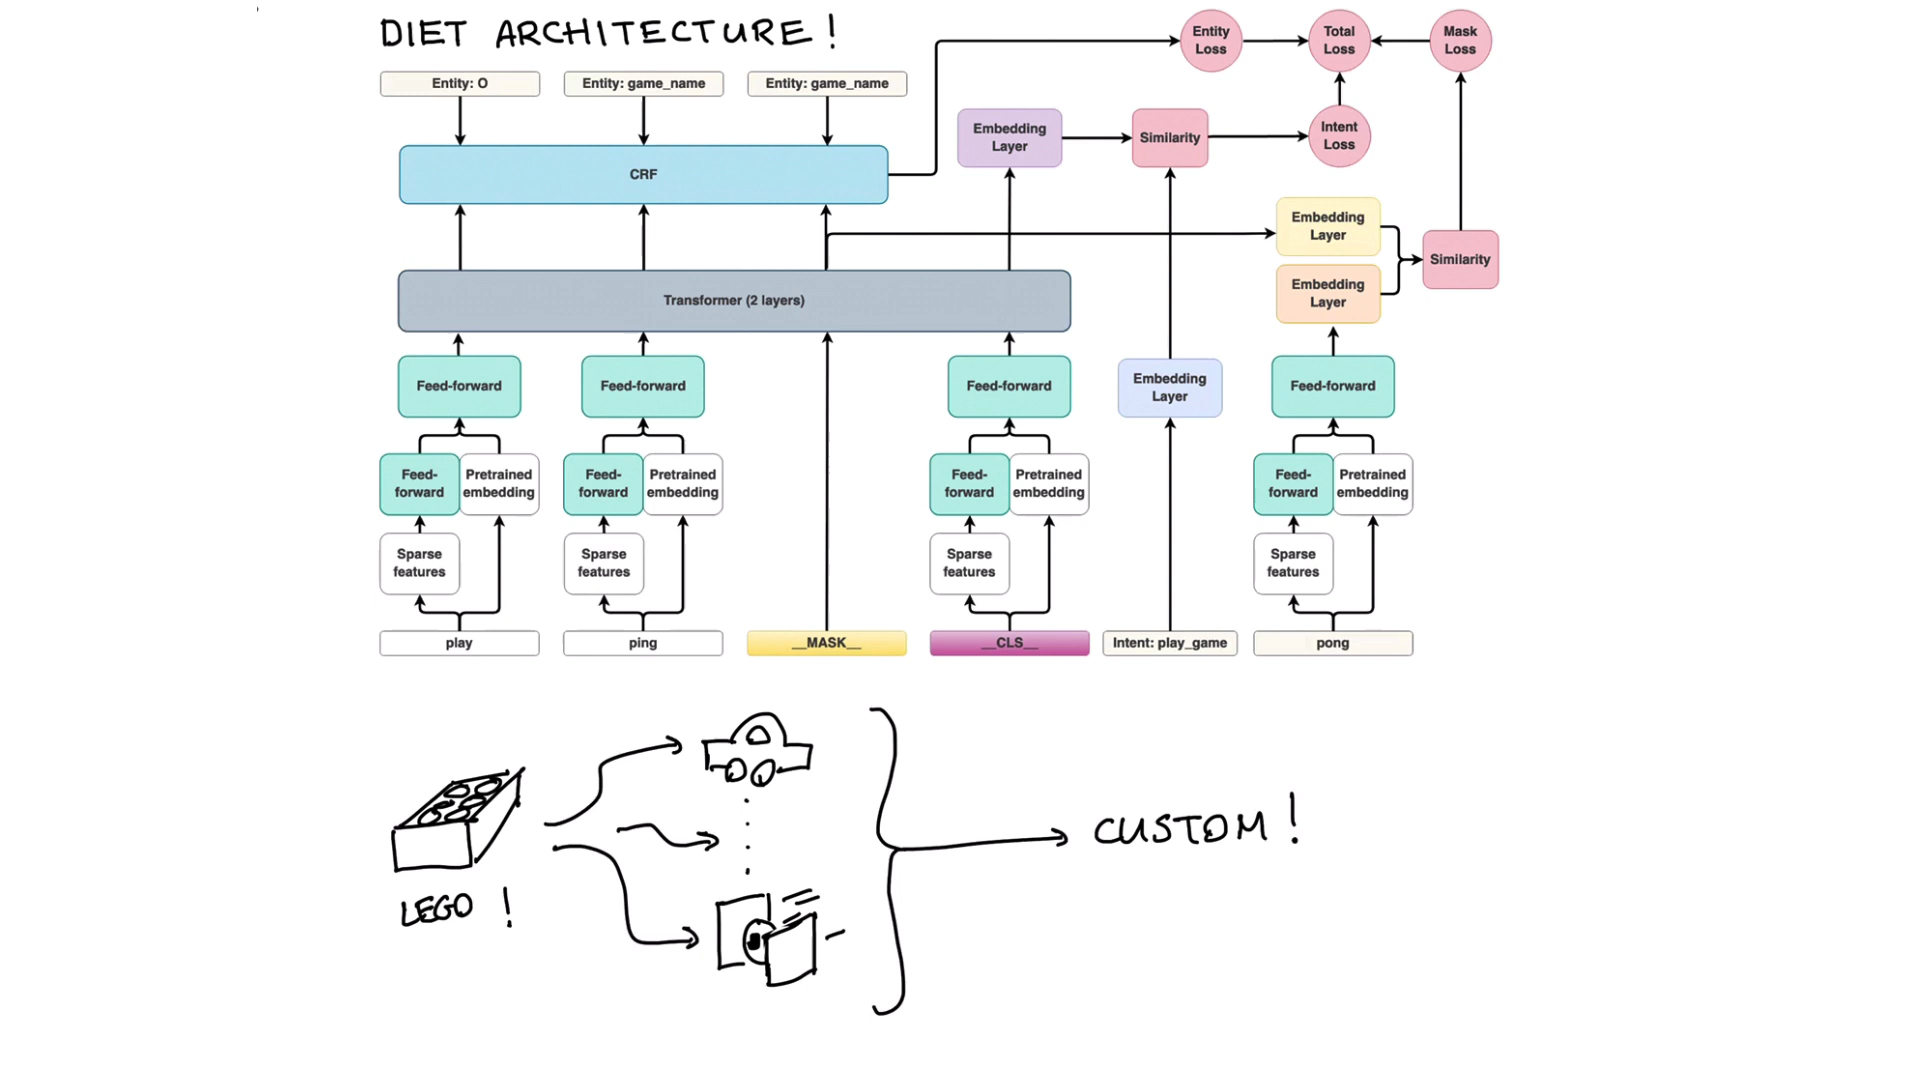 DIET ARCHITECTURE!
Entity: O
Entity: game_name
Entity: game_name
CRF
Transformer (2 layers)
Entity
Loss
Total
Loss
Mask
Loss
Embedding
Layer
Similarity
Intent
Loss
Embedding
Layer
Embedding
Layer
Similarity
Feed-forward
Feed-forward
Feed-forward
Embedding
Layer
Feed-forward
Feed-
forward
Pretrained
embedding
Feed-
forward
Pretrained
embedding
Feed-
forward
Pretrained
embedding
Feed-
forward
Pretrained
embedding
Sparse
features
Sparse
features
Sparse
features
Sparse
features
play
ping
__MASK__
__CLS__
Intent: play_game
pong
LEGO !
CUSTOM !